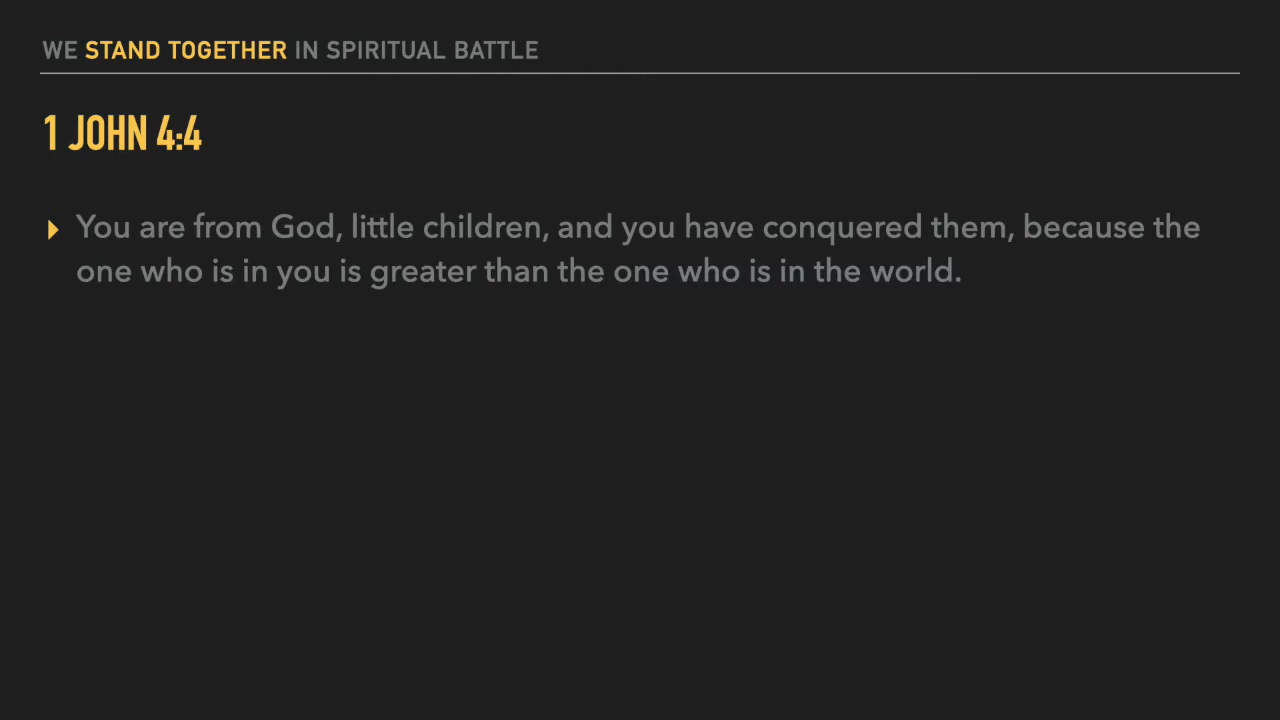 WE STAND TOGETHER IN SPIRITUAL BATTLE
1 JOHN 4:4
You are from God, little children, and you have conquered them, because the
one who is in you is greater than the one who is in the world.